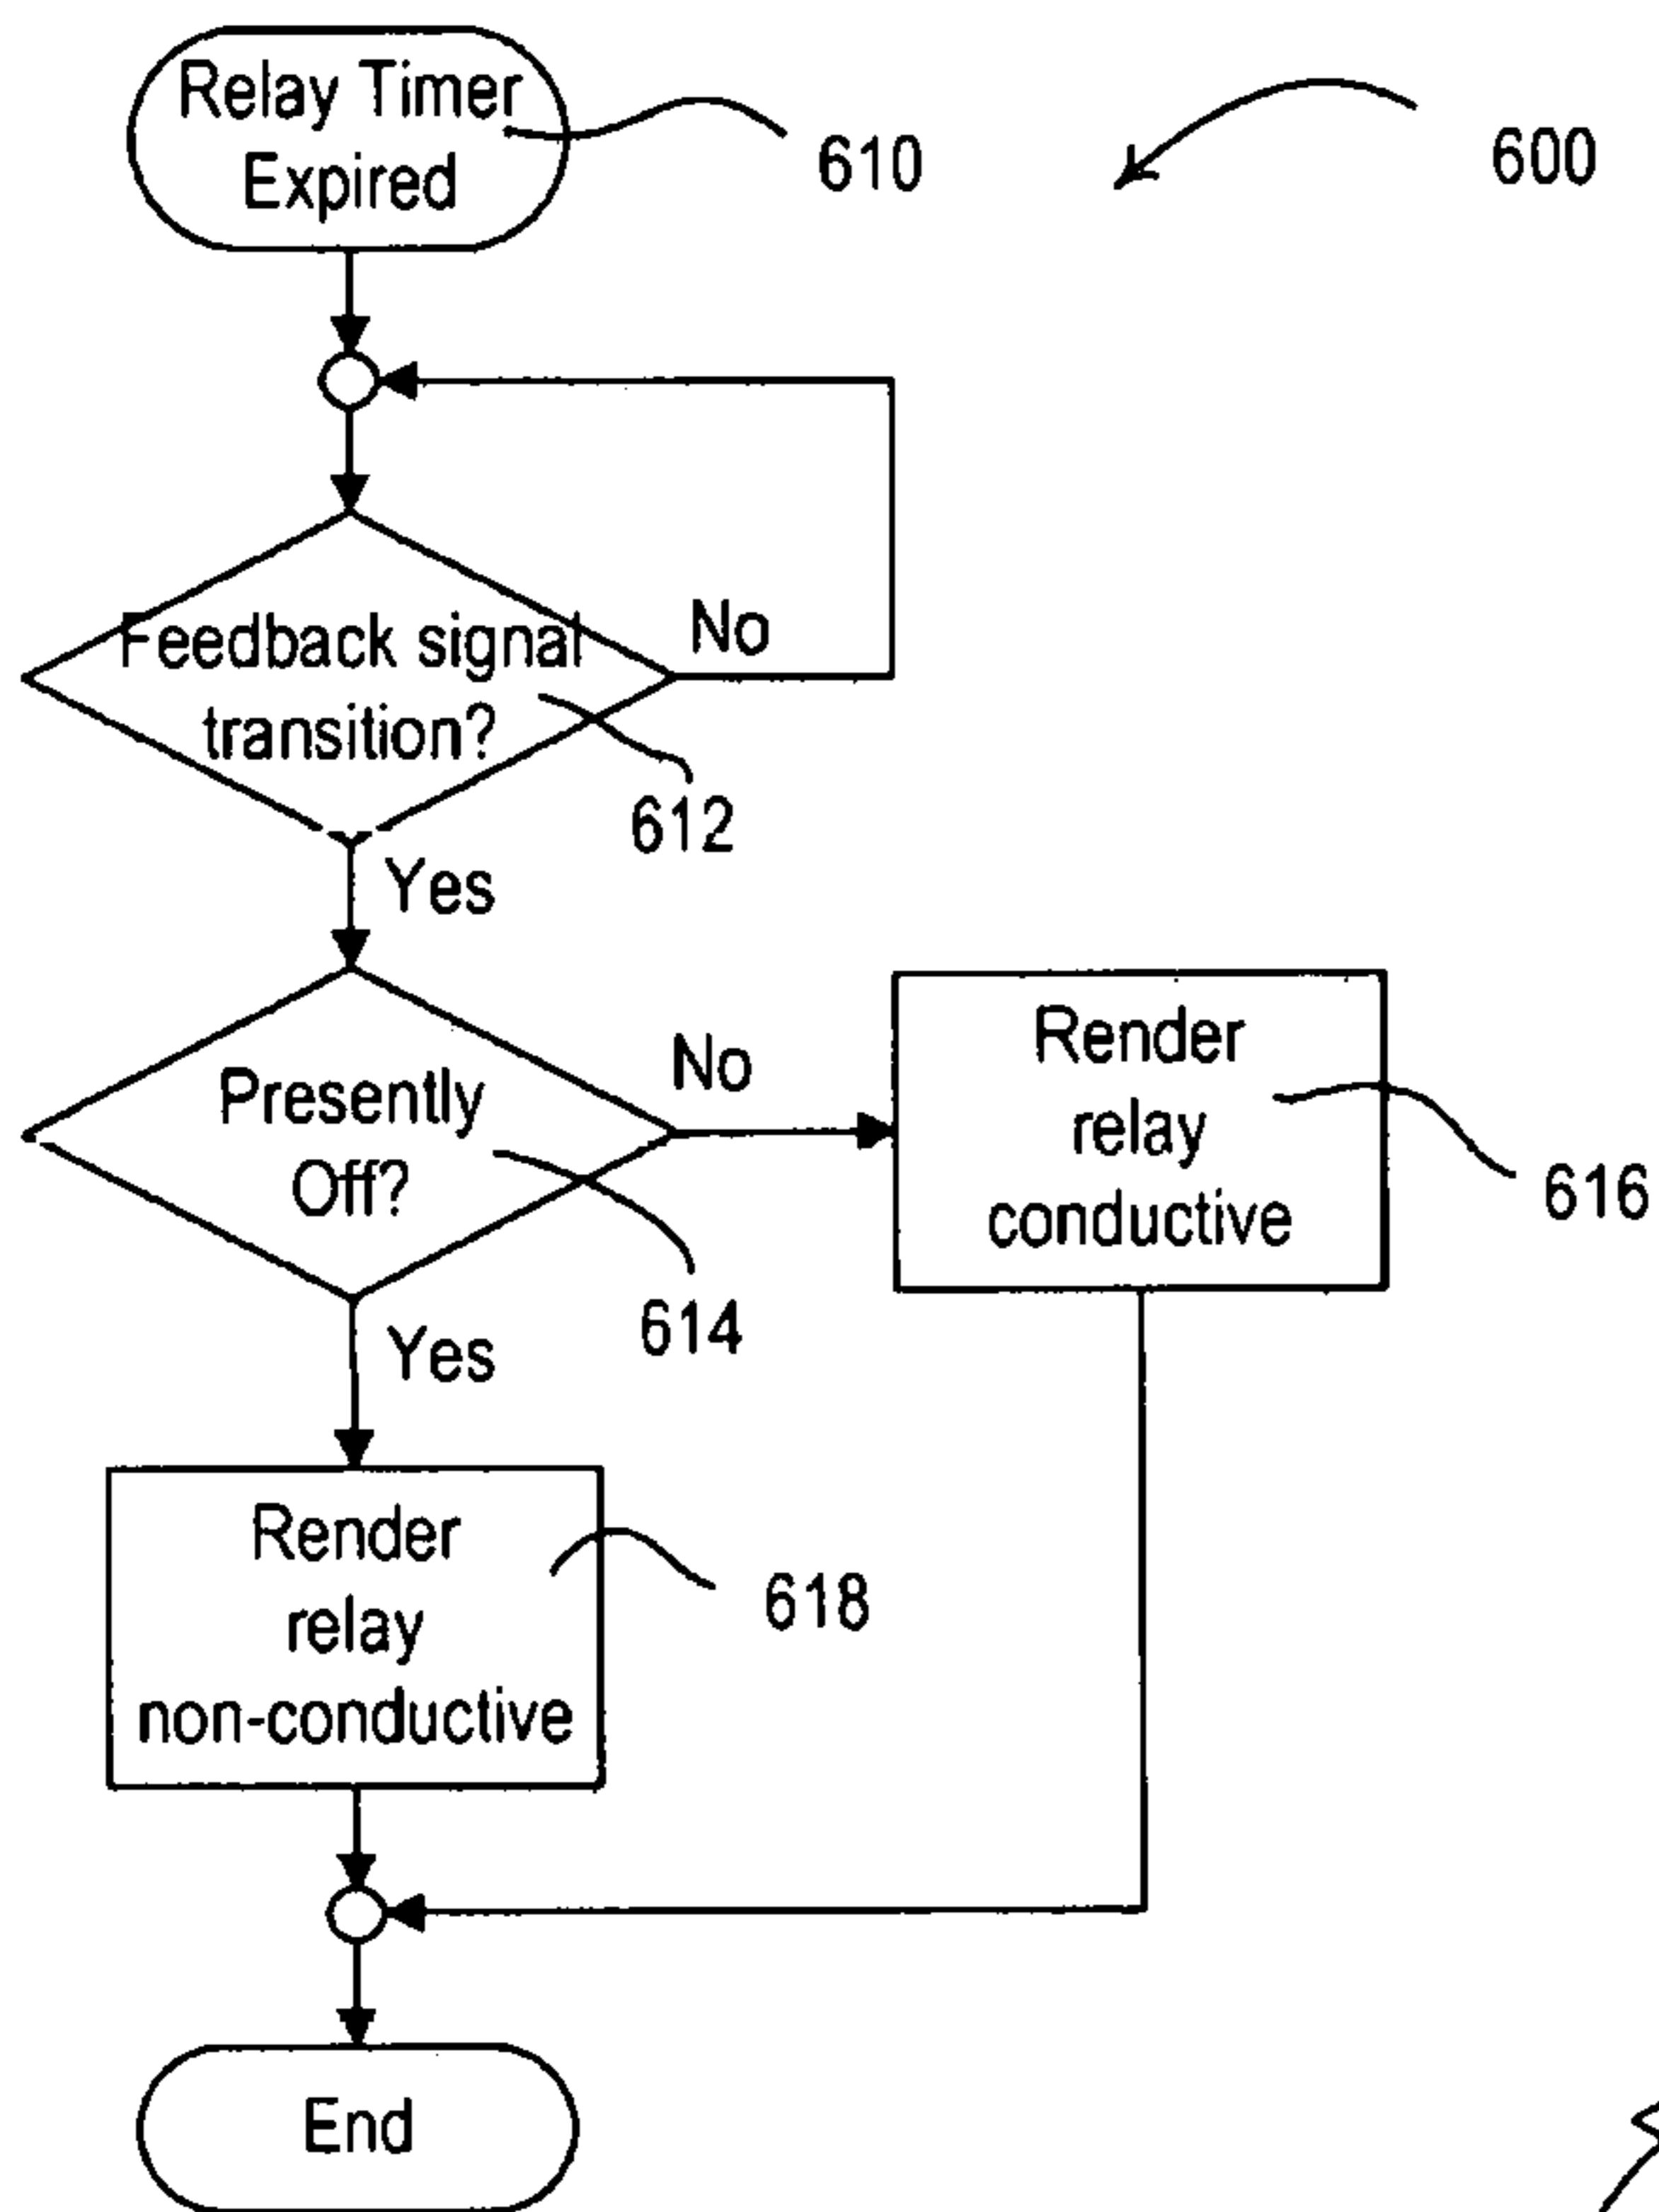 Relay Timer
Expired
610
600
Feedback signal
transition?
No
612
Yes
Presently
Off?
No
614
Render
relay
conductive
616
Yes
Render
relay
non-conductive
618
End